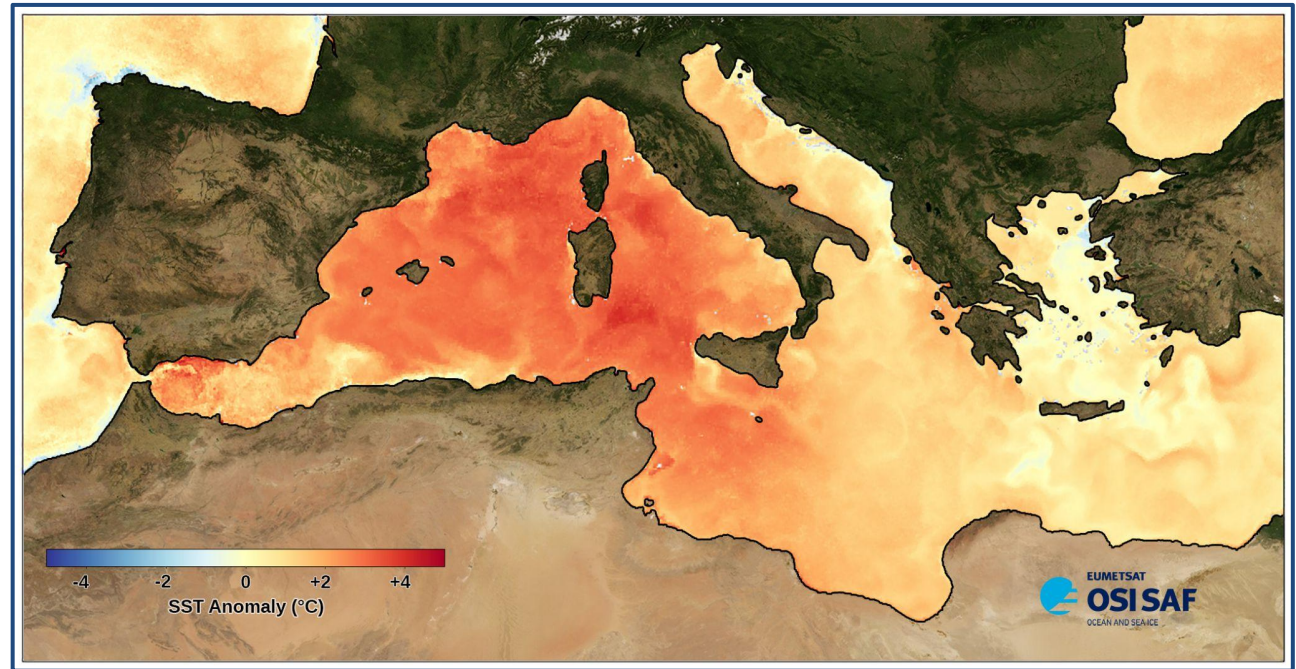 -4 -2 0 +2 +4
SST Anomaly (°C)
EUMETSAT
OSI SAF
OCEAN AND SEA ICE